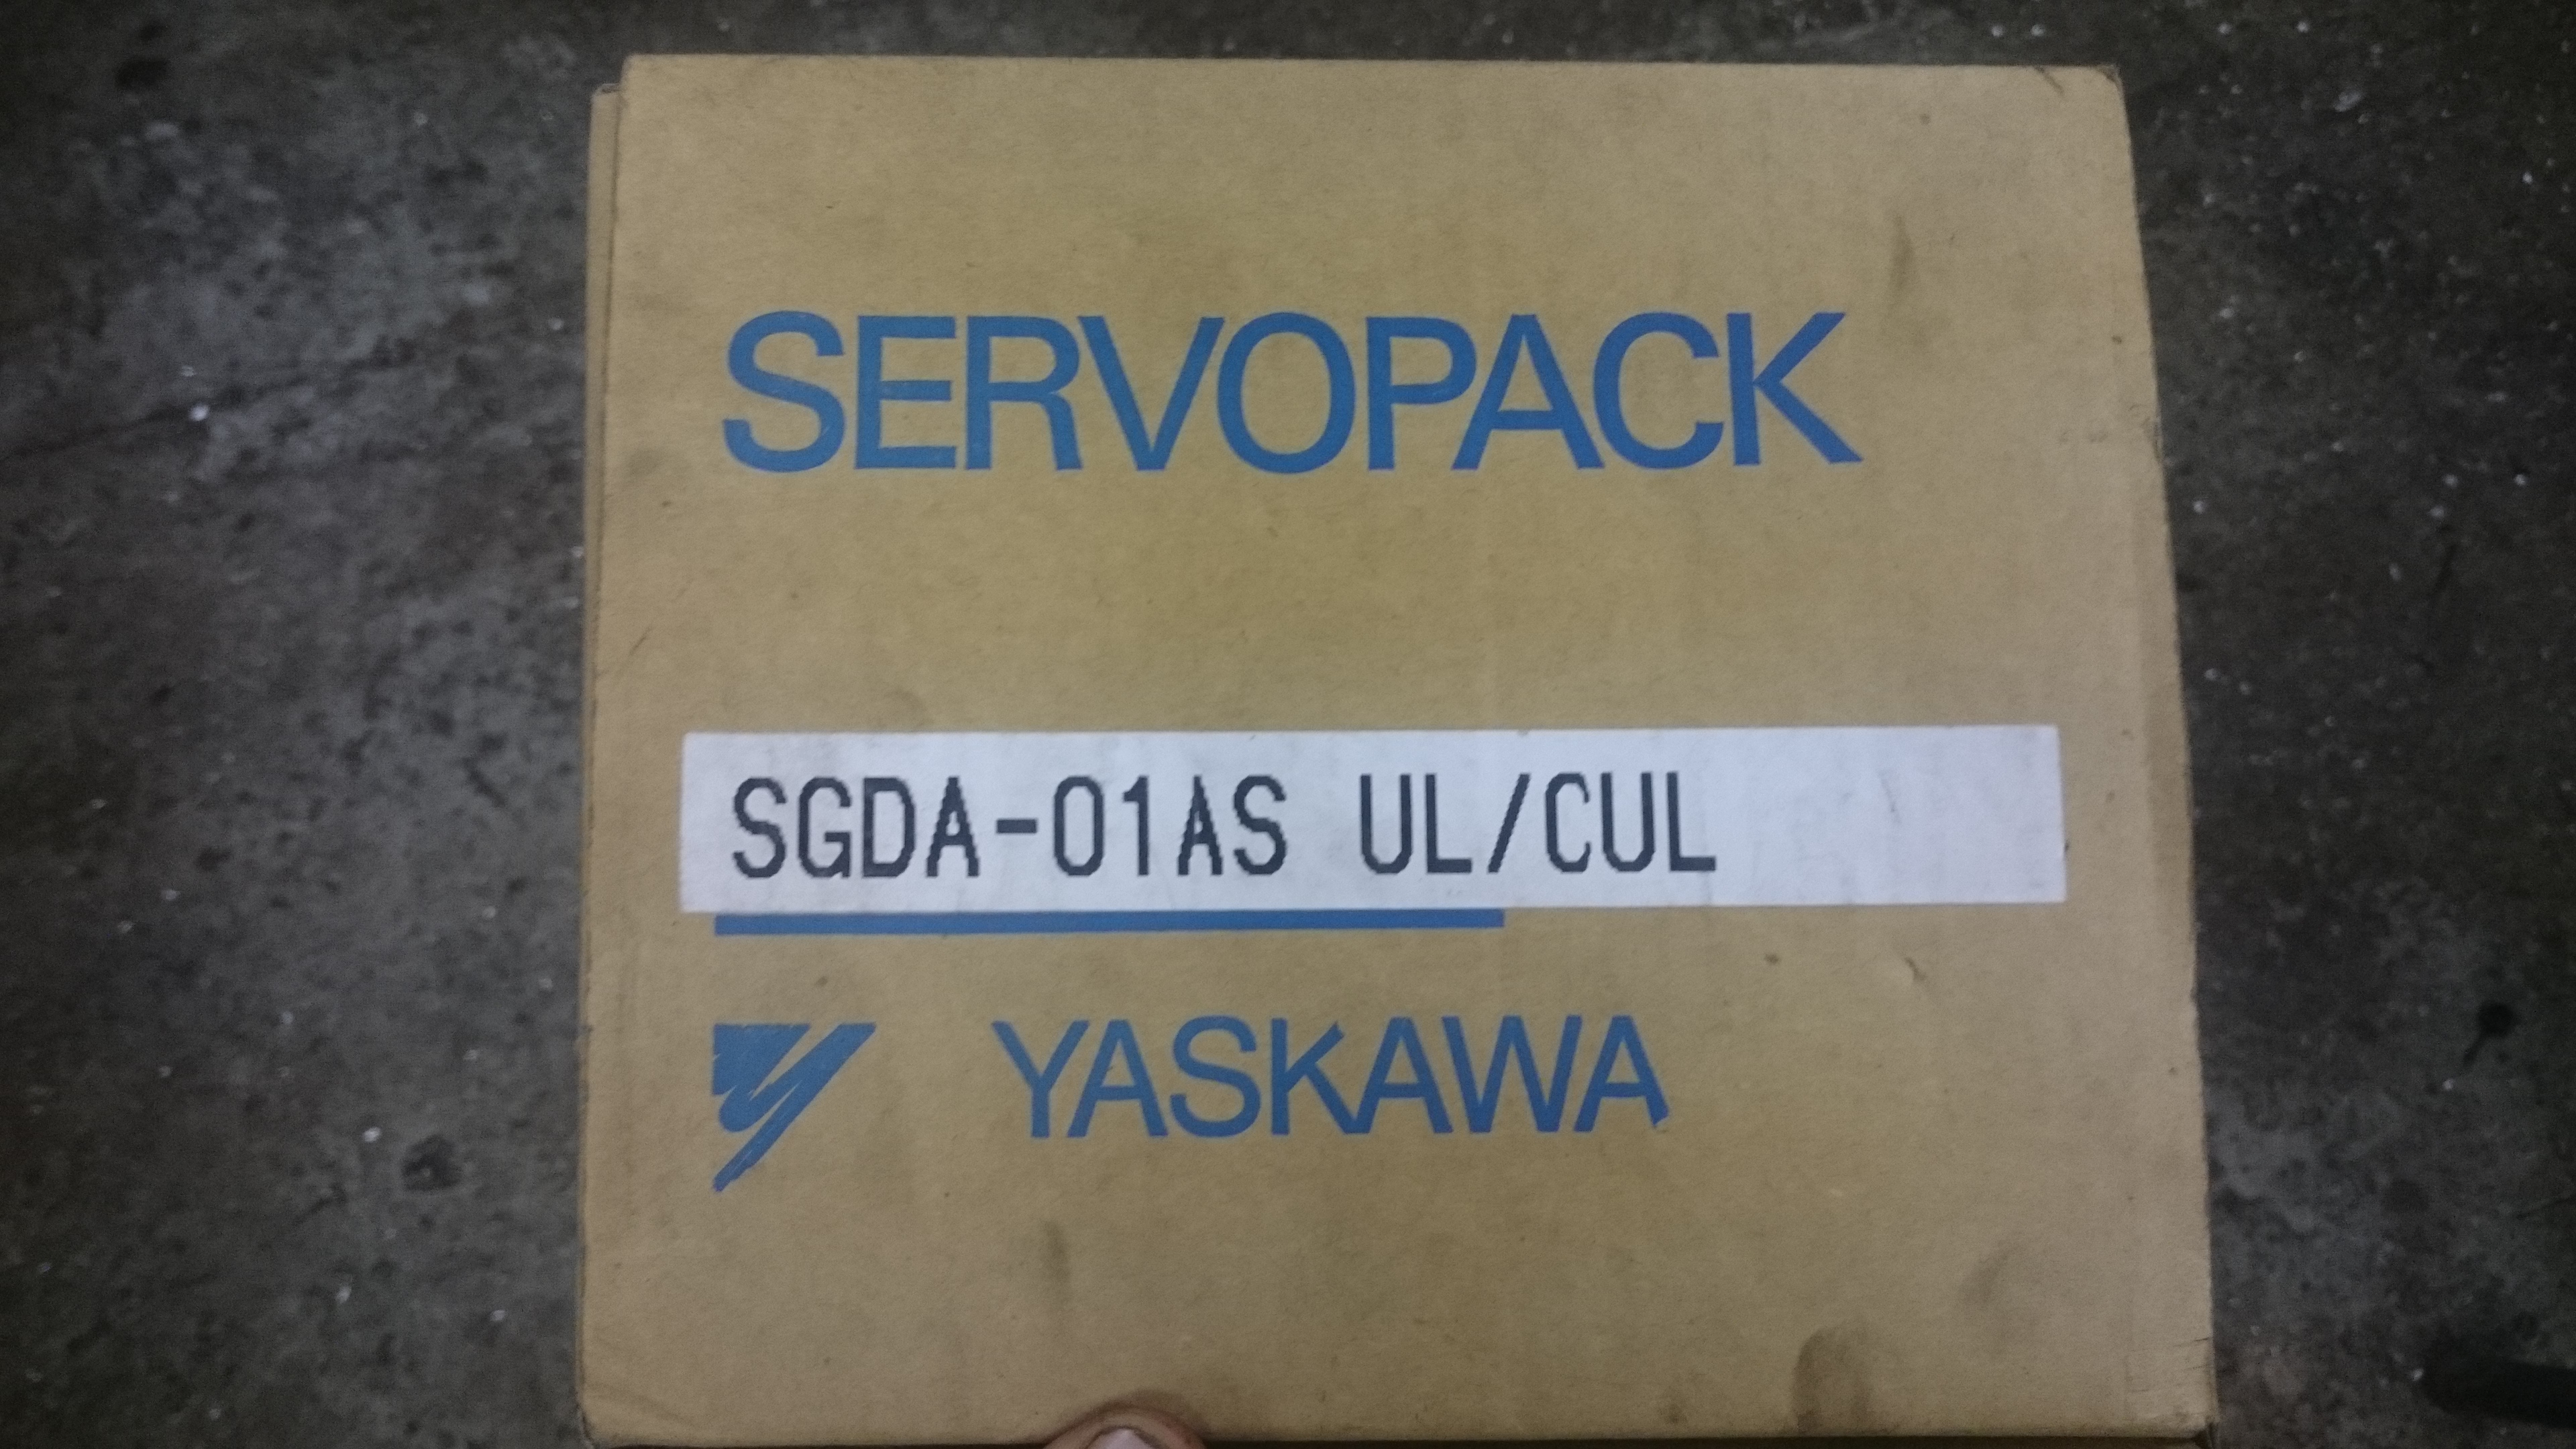 SERVOPACK
SGDA-01AS UL/CUL
YASKAWA